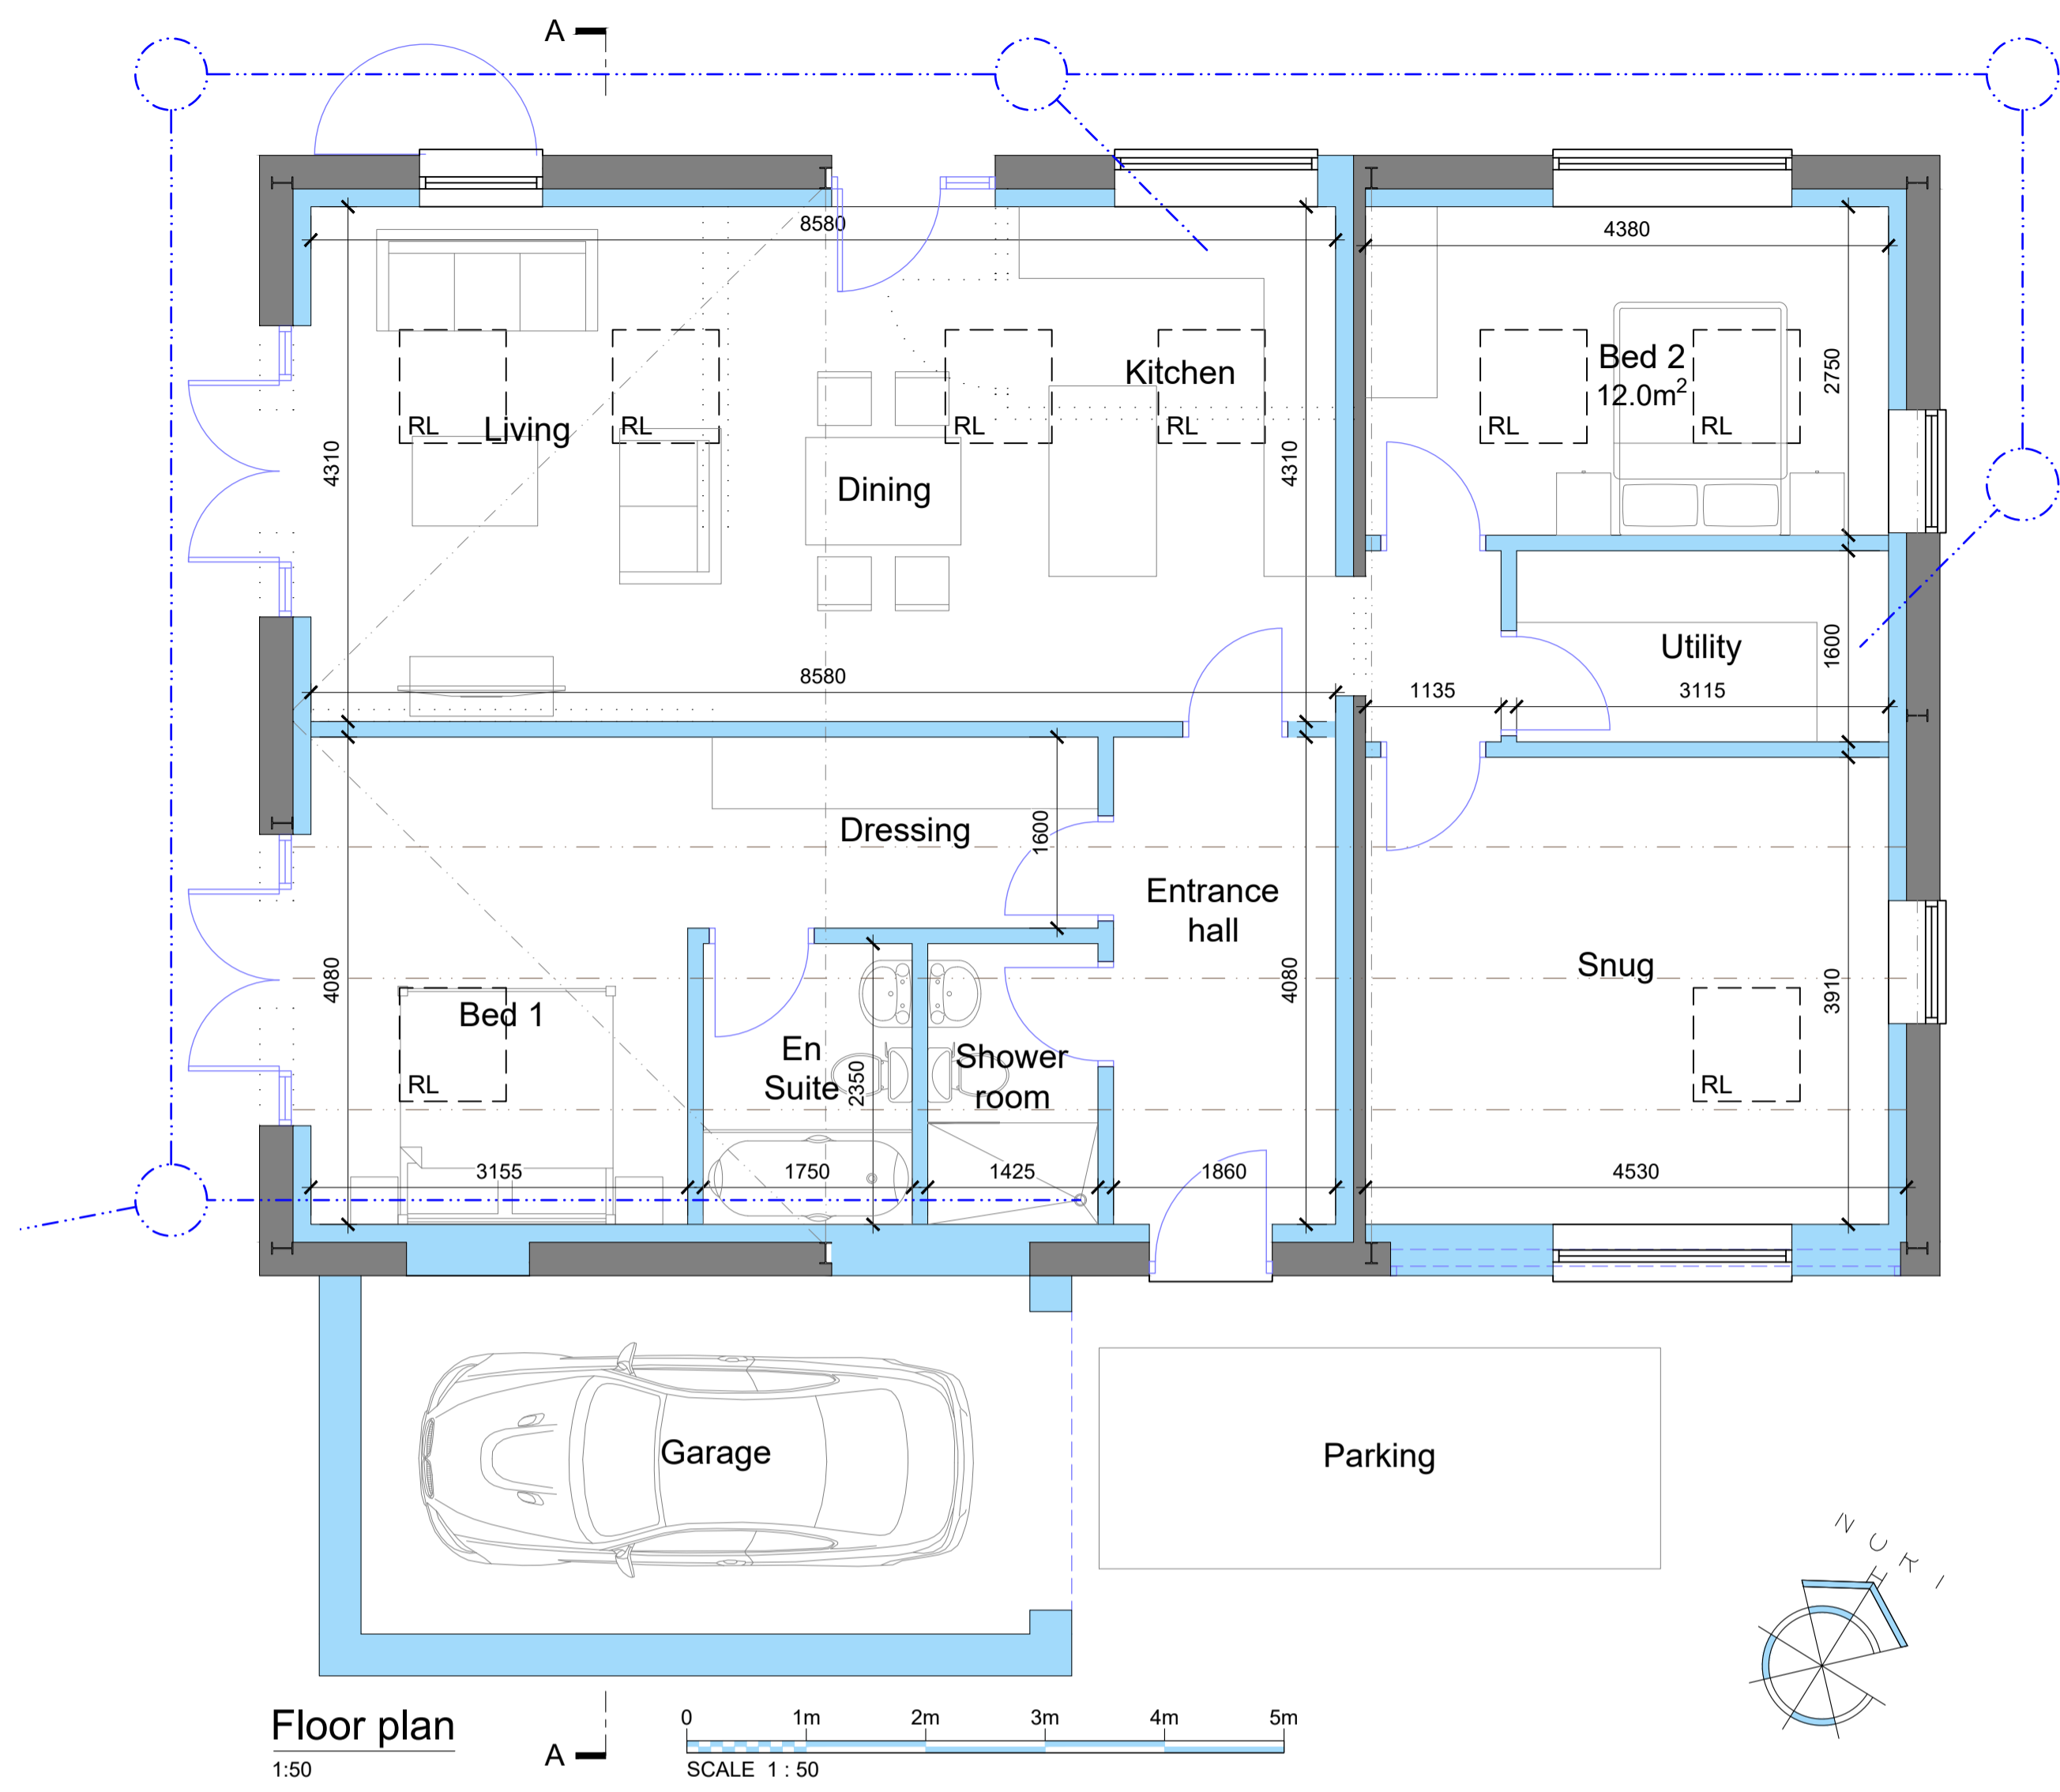 A
8580
4380
Kitchen
Bed 2
12.0m²
2750
RL
RL
RL
RL
RL
RL
Living
4310
4310
Dining
Utility
1600
8580
1135
3115
Dressing
1600
Entrance
hall
Snug
4080
4080
3910
Bed 1
En
Suite
2350
Shower
room
RL
RL
3155
1750
1425
1860
4530
Garage
Parking
N O R T H
Floor plan
1:50
A
0 1m 2m 3m 4m 5m
SCALE 1 : 50